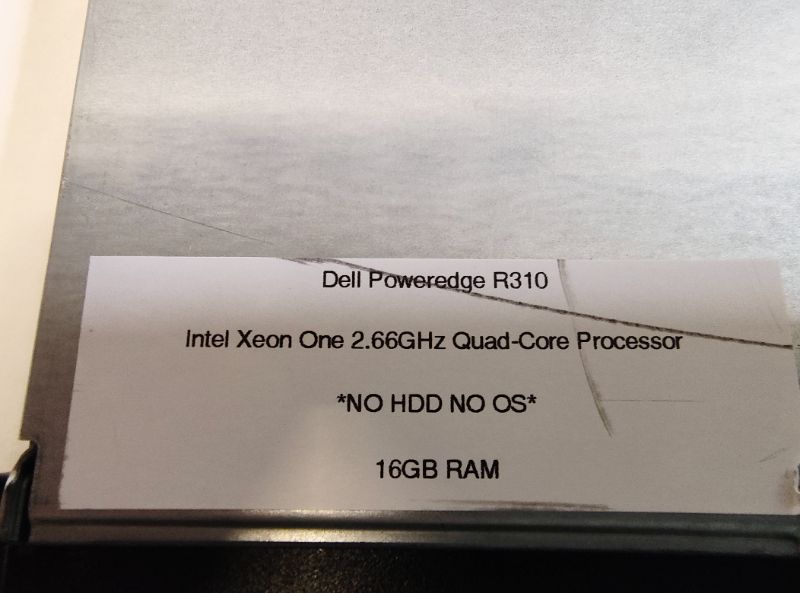 Dell Poweredge R310
Intel Xeon One 2.66GHz Quad-Core Processor
*NO HDD NO OS*
16GB RAM